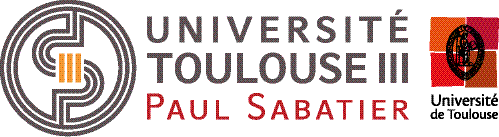 UNIVERSITÉ
TOULOUSE III
PAUL SABATIER
Université
de Toulouse